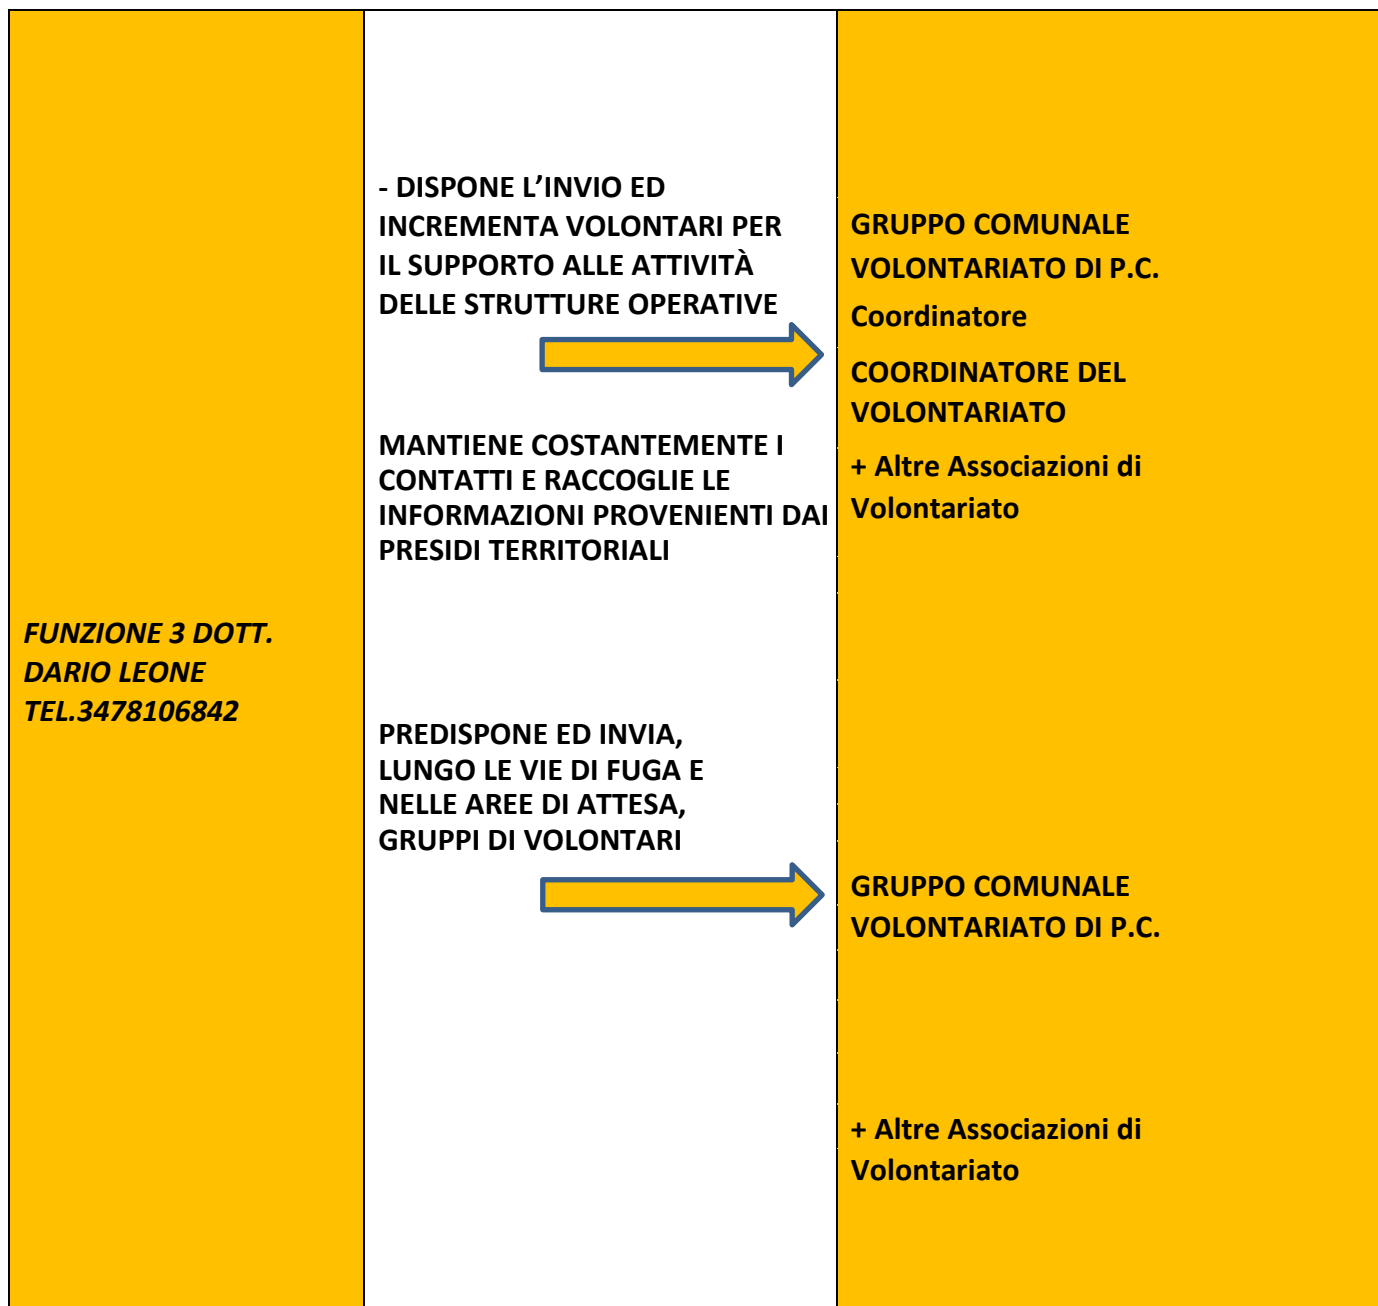 FUNZIONE 3 DOTT.
DARIO LEONE
TEL.3478106842
- DISPONE L’INVIO ED
INCREMENTA VOLONTARI PER
IL SUPPORTO ALLE ATTIVITÀ
DELLE STRUTTURE OPERATIVE
MANTIENE COSTANTEMENTE I
CONTATTI E RACCOGLIE LE
INFORMAZIONI PROVENIENTI DAI
PRESIDI TERRITORIALI
PREDISPONE ED INVIA,
LUNGO LE VIE DI FUGA E
NELLE AREE DI ATTESA,
GRUPPI DI VOLONTARI
GRUPPO COMUNALE
VOLONTARIATO DI P.C.
Coordinatore
COORDINATORE DEL
VOLONTARIATO
+ Altre Associazioni di
Volontariato
GRUPPO COMUNALE
VOLONTARIATO DI P.C.
+ Altre Associazioni di
Volontariato